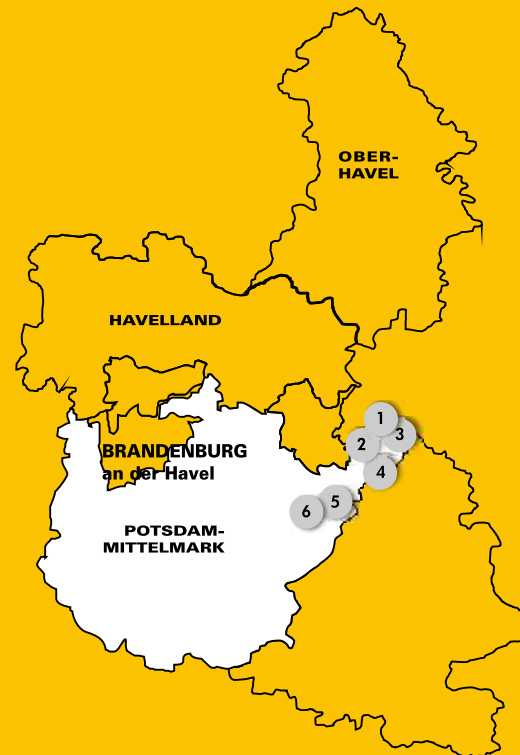 OBER-
HAVEL
HAVELLAND
1
2
3
BRANDENBURG
an der Havel
4
5
6
POTSDAM-
MITTELMARK